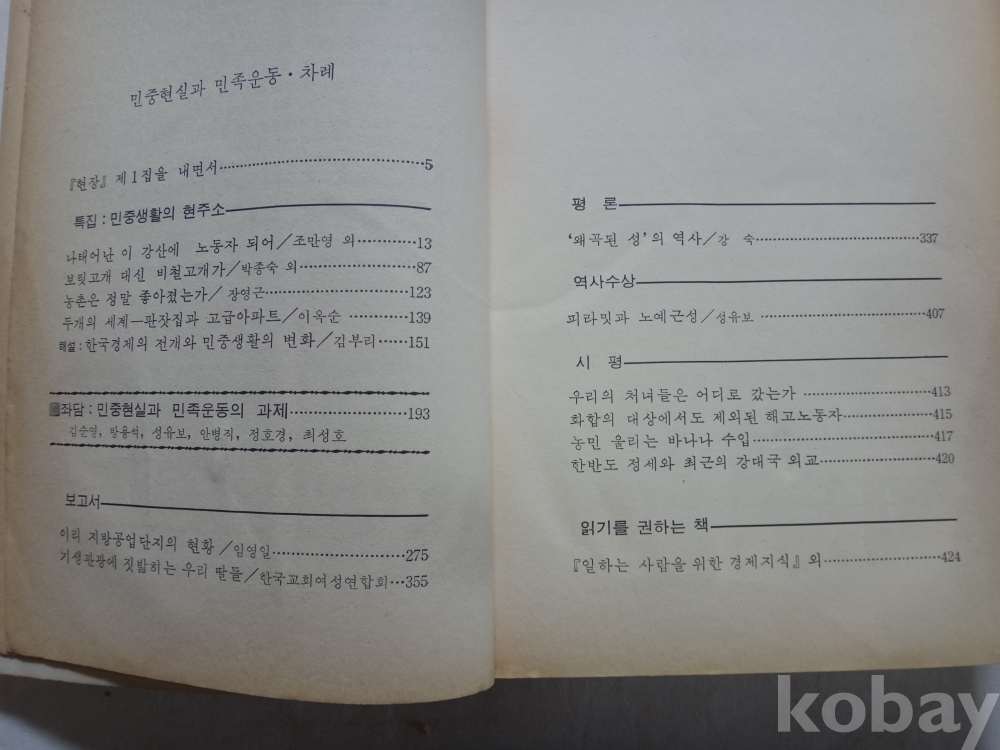 민중현실과 민족운동·차례
『현장』 제1집을 내면서 5
특집 : 민중생활의 현주소
나태어난 이 강산에 노동자 되어/조만영 외 13
보릿고개 대신 비철고개가/박종숙 외 87
농촌은 정말 좋아졌는가/장영근 123
두개의 세계—판잣집과 고급아파트/이옥순 139
해설 : 한국경제의 전개와 민중생활의 변화/김부리 151
좌담 : 민중현실과 민족운동의 과제 193
김순영, 방용석, 성유보, 안병직, 정호경, 최성호
보고서
이리 지방공업단지의 현황/임영일 275
기생관광에 짓밟히는 우리 딸들/한국교회여성연합회 355
평 론
‘왜곡된 성’의 역사/강 숙 337
역사수상
피라밋과 노예근성/성유보 407
시 평
우리의 처녀들은 어디로 갔는가 413
화합의 대상에서도 제외된 해고노동자 415
농민 울리는 바나나 수입 417
한반도 정세와 최근의 강대국 외교 420
읽기를 권하는 책
『일하는 사람을 위한 경제지식』 외 424
kobay